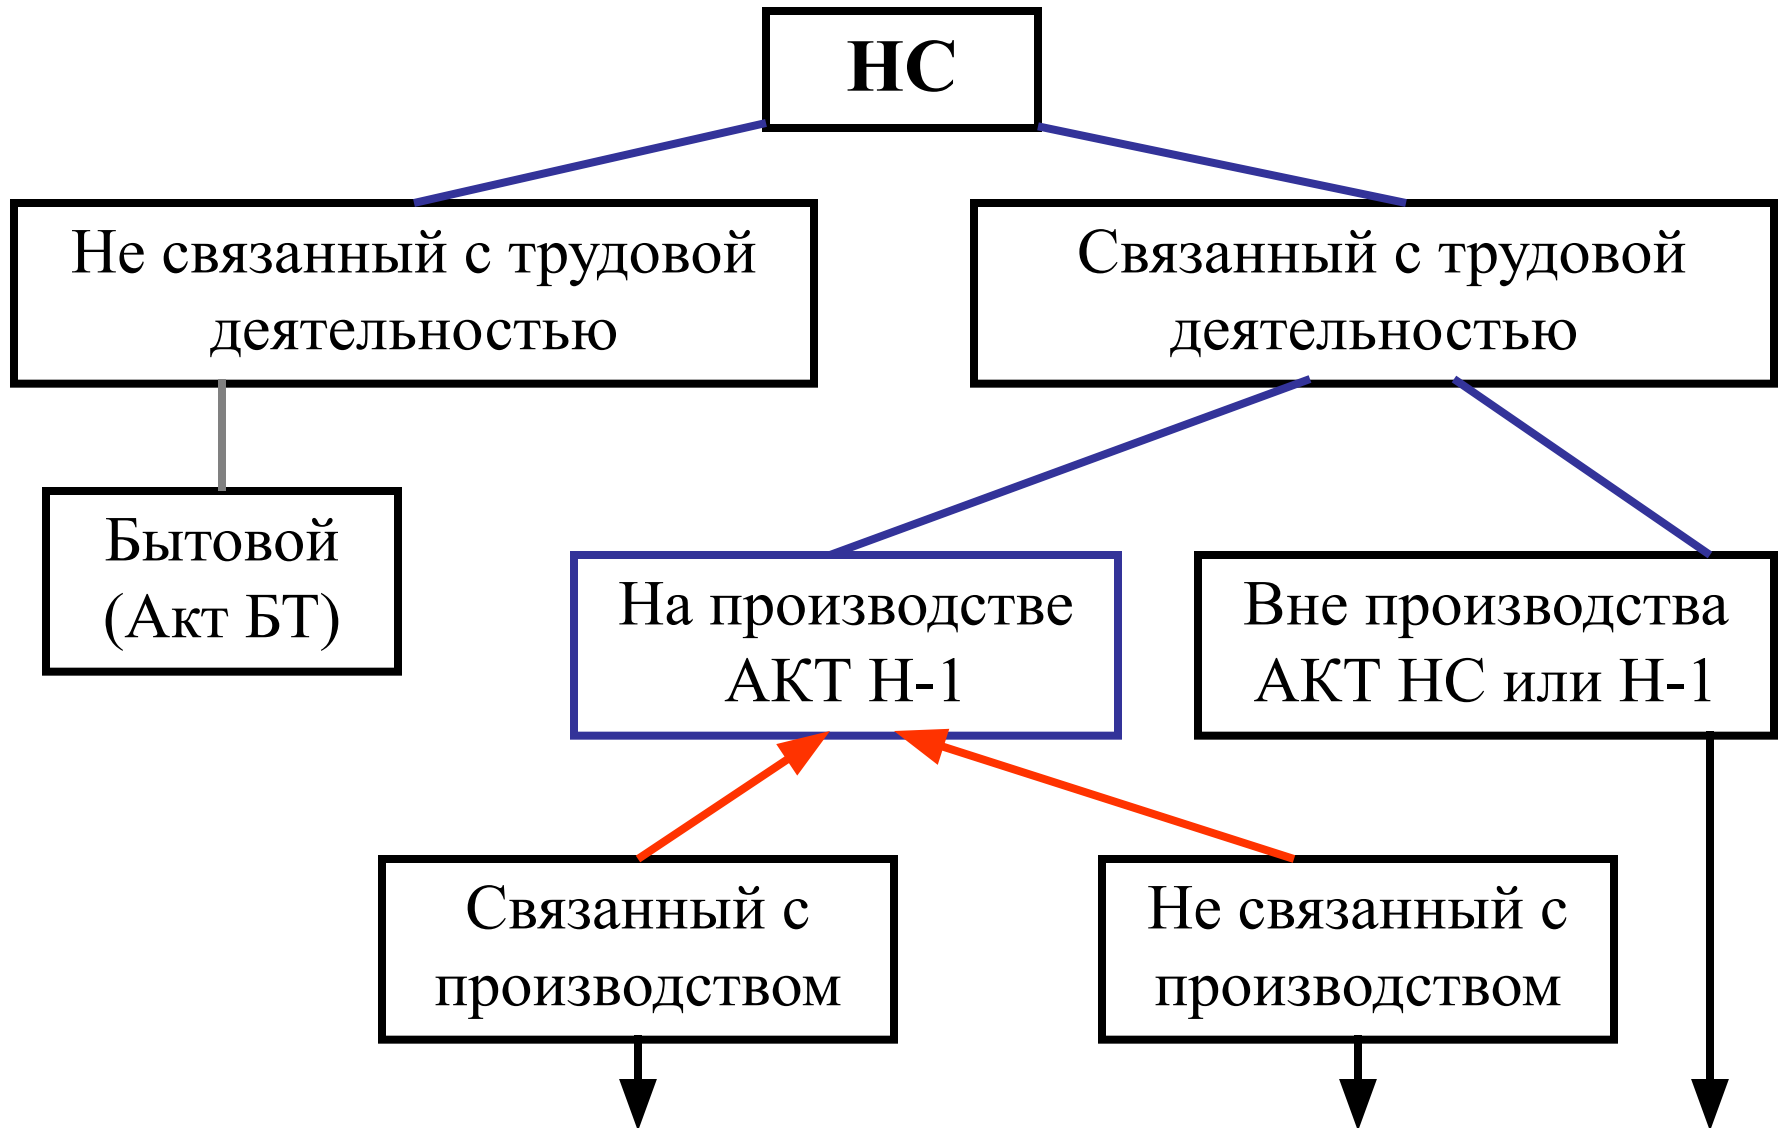 НС
Не связанный с трудовой
деятельностью
Связанный с трудовой
деятельностью
Бытовой
(Акт БТ)
На производстве
АКТ Н-1
Вне производства
АКТ НС или Н-1
Связанный с
производством
Не связанный с
производством